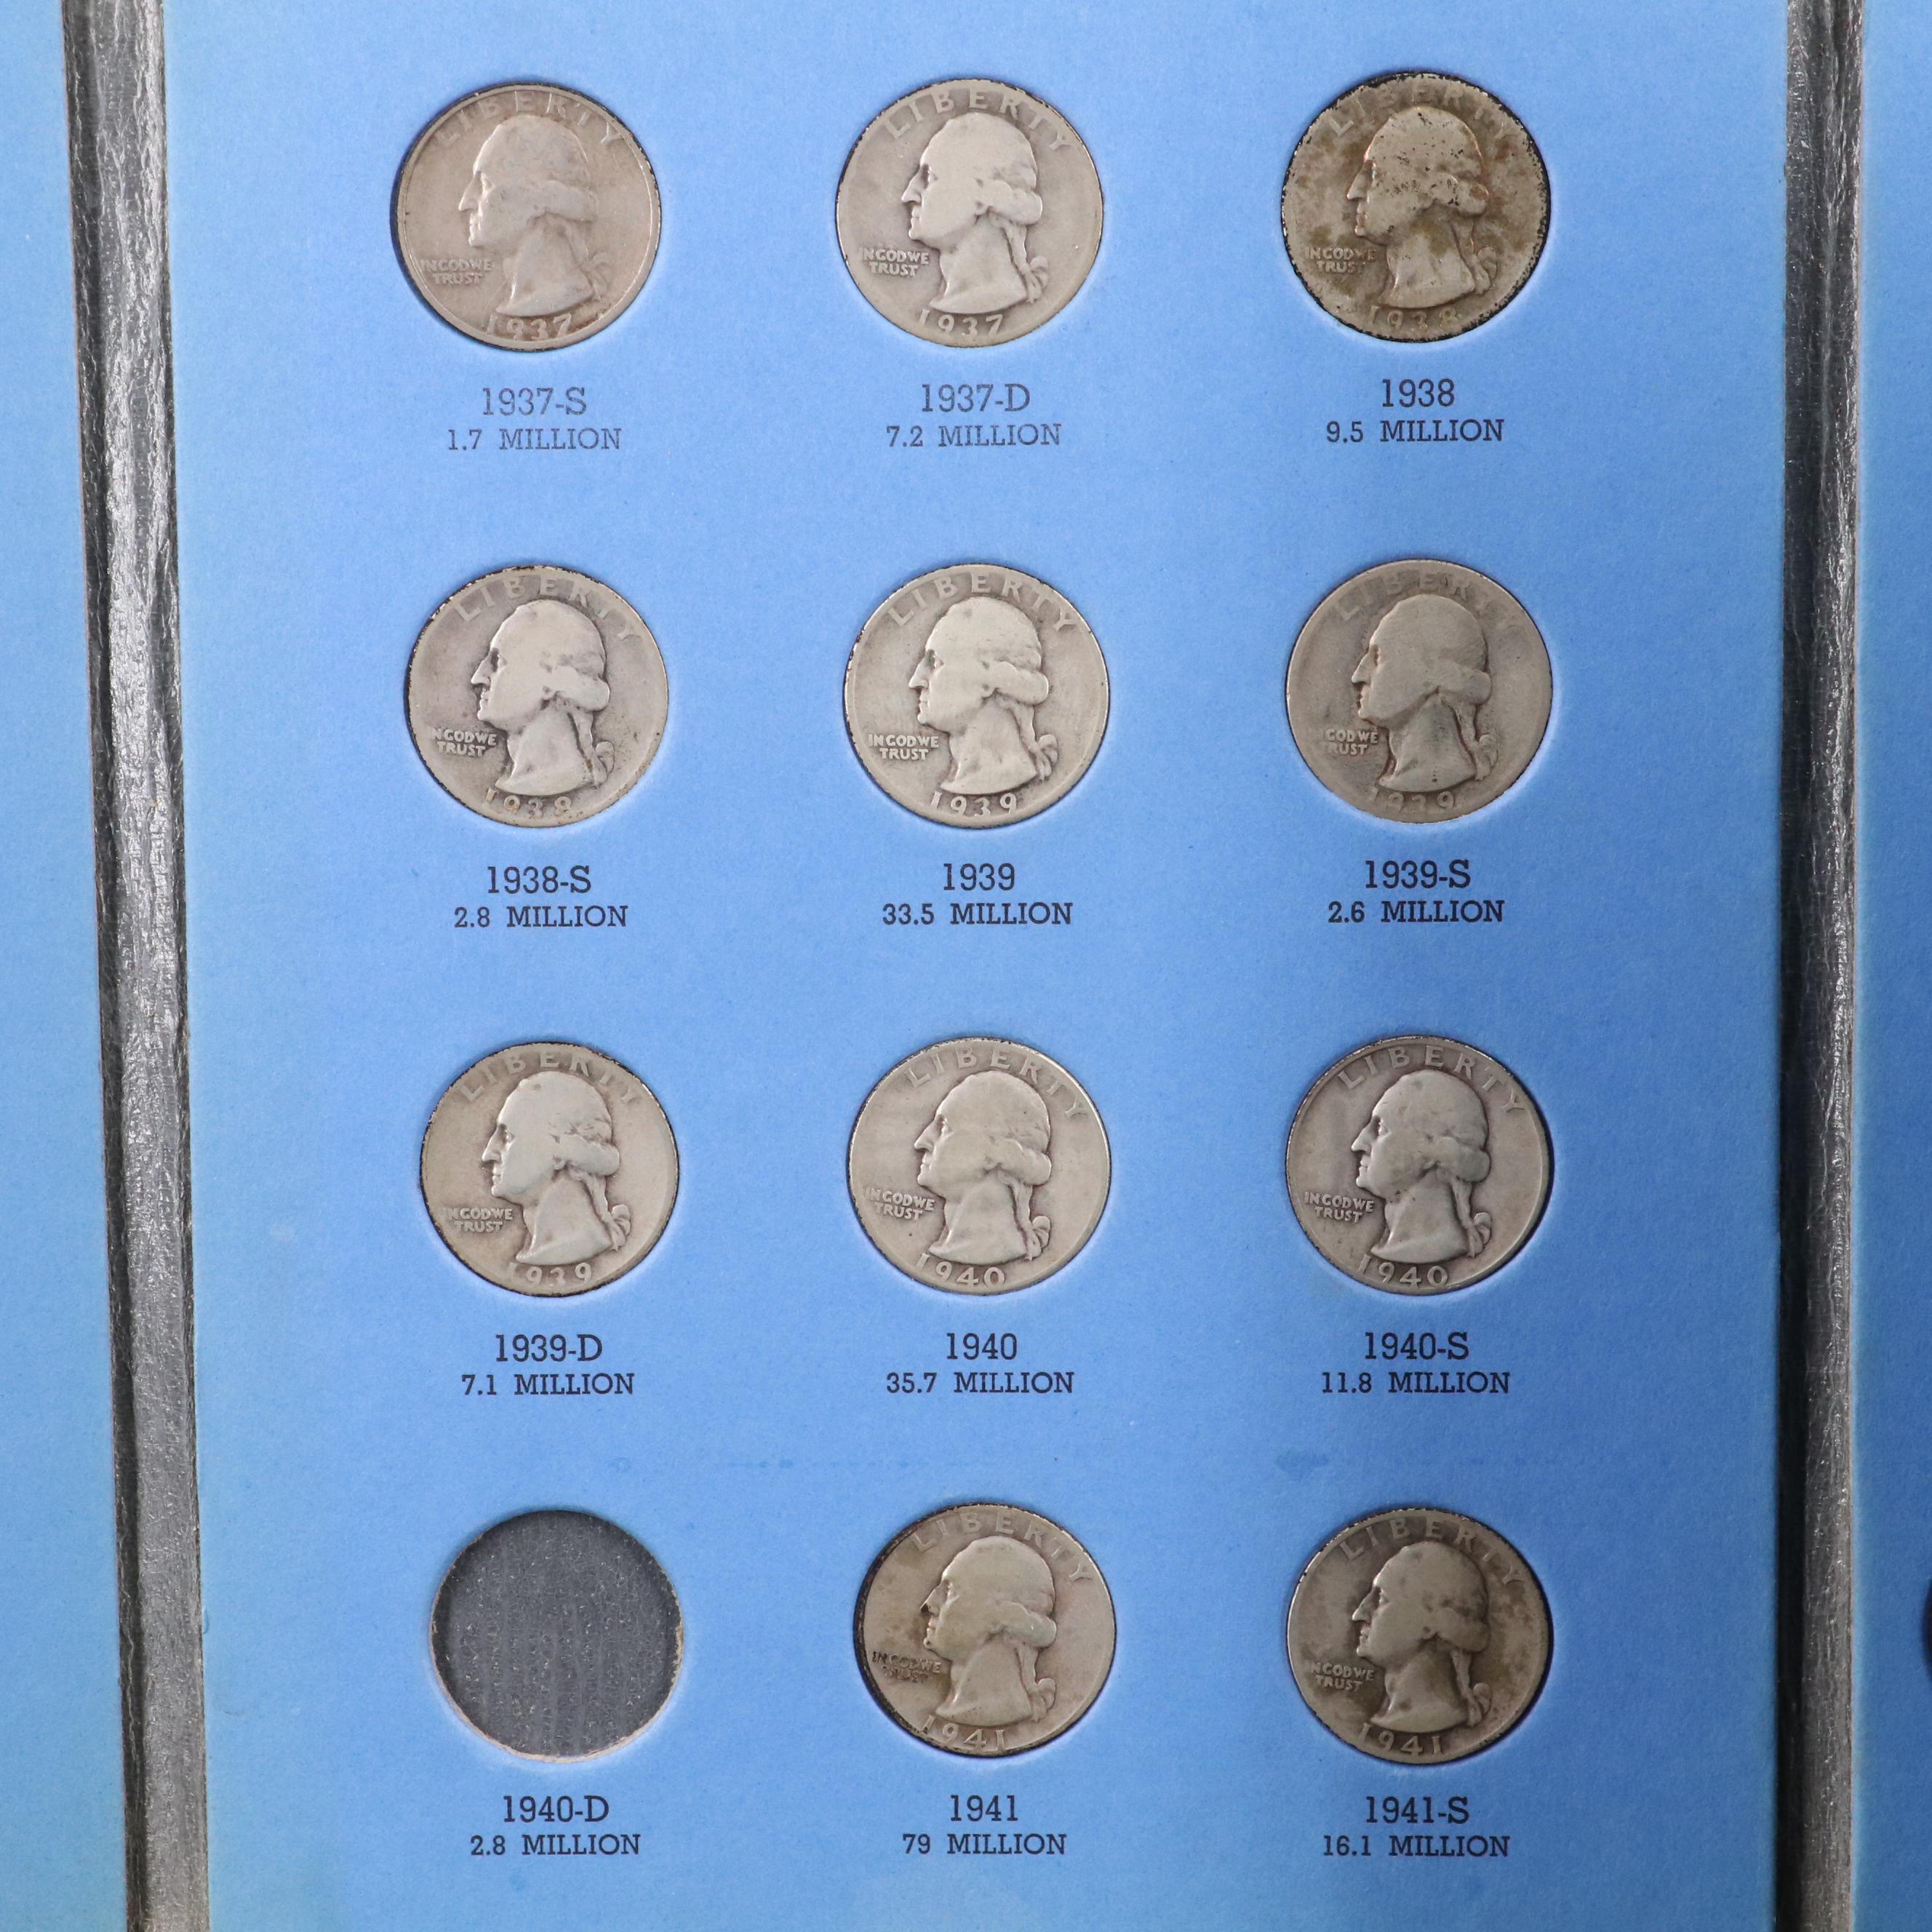 LIBERTY
IN GOD WE
TRUST
1937
1937-S
1.7 MILLION
LIBERTY
IN GOD WE
TRUST
1937
1937-D
7.2 MILLION
LIBERTY
IN GOD WE
TRUST
1938
1938
9.5 MILLION
LIBERTY
IN GOD WE
TRUST
1938
1938-S
2.8 MILLION
LIBERTY
IN GOD WE
TRUST
1939
1939
33.5 MILLION
LIBERTY
IN GOD WE
TRUST
1939
1939-S
2.6 MILLION
LIBERTY
IN GOD WE
TRUST
1939
1939-D
7.1 MILLION
LIBERTY
IN GOD WE
TRUST
1940
1940
35.7 MILLION
LIBERTY
IN GOD WE
TRUST
1940
1940-S
11.8 MILLION
1940-D
2.8 MILLION
LIBERTY
IN GOD WE
TRUST
1941
1941
79 MILLION
LIBERTY
IN GOD WE
TRUST
1941
1941-S
16.1 MILLION